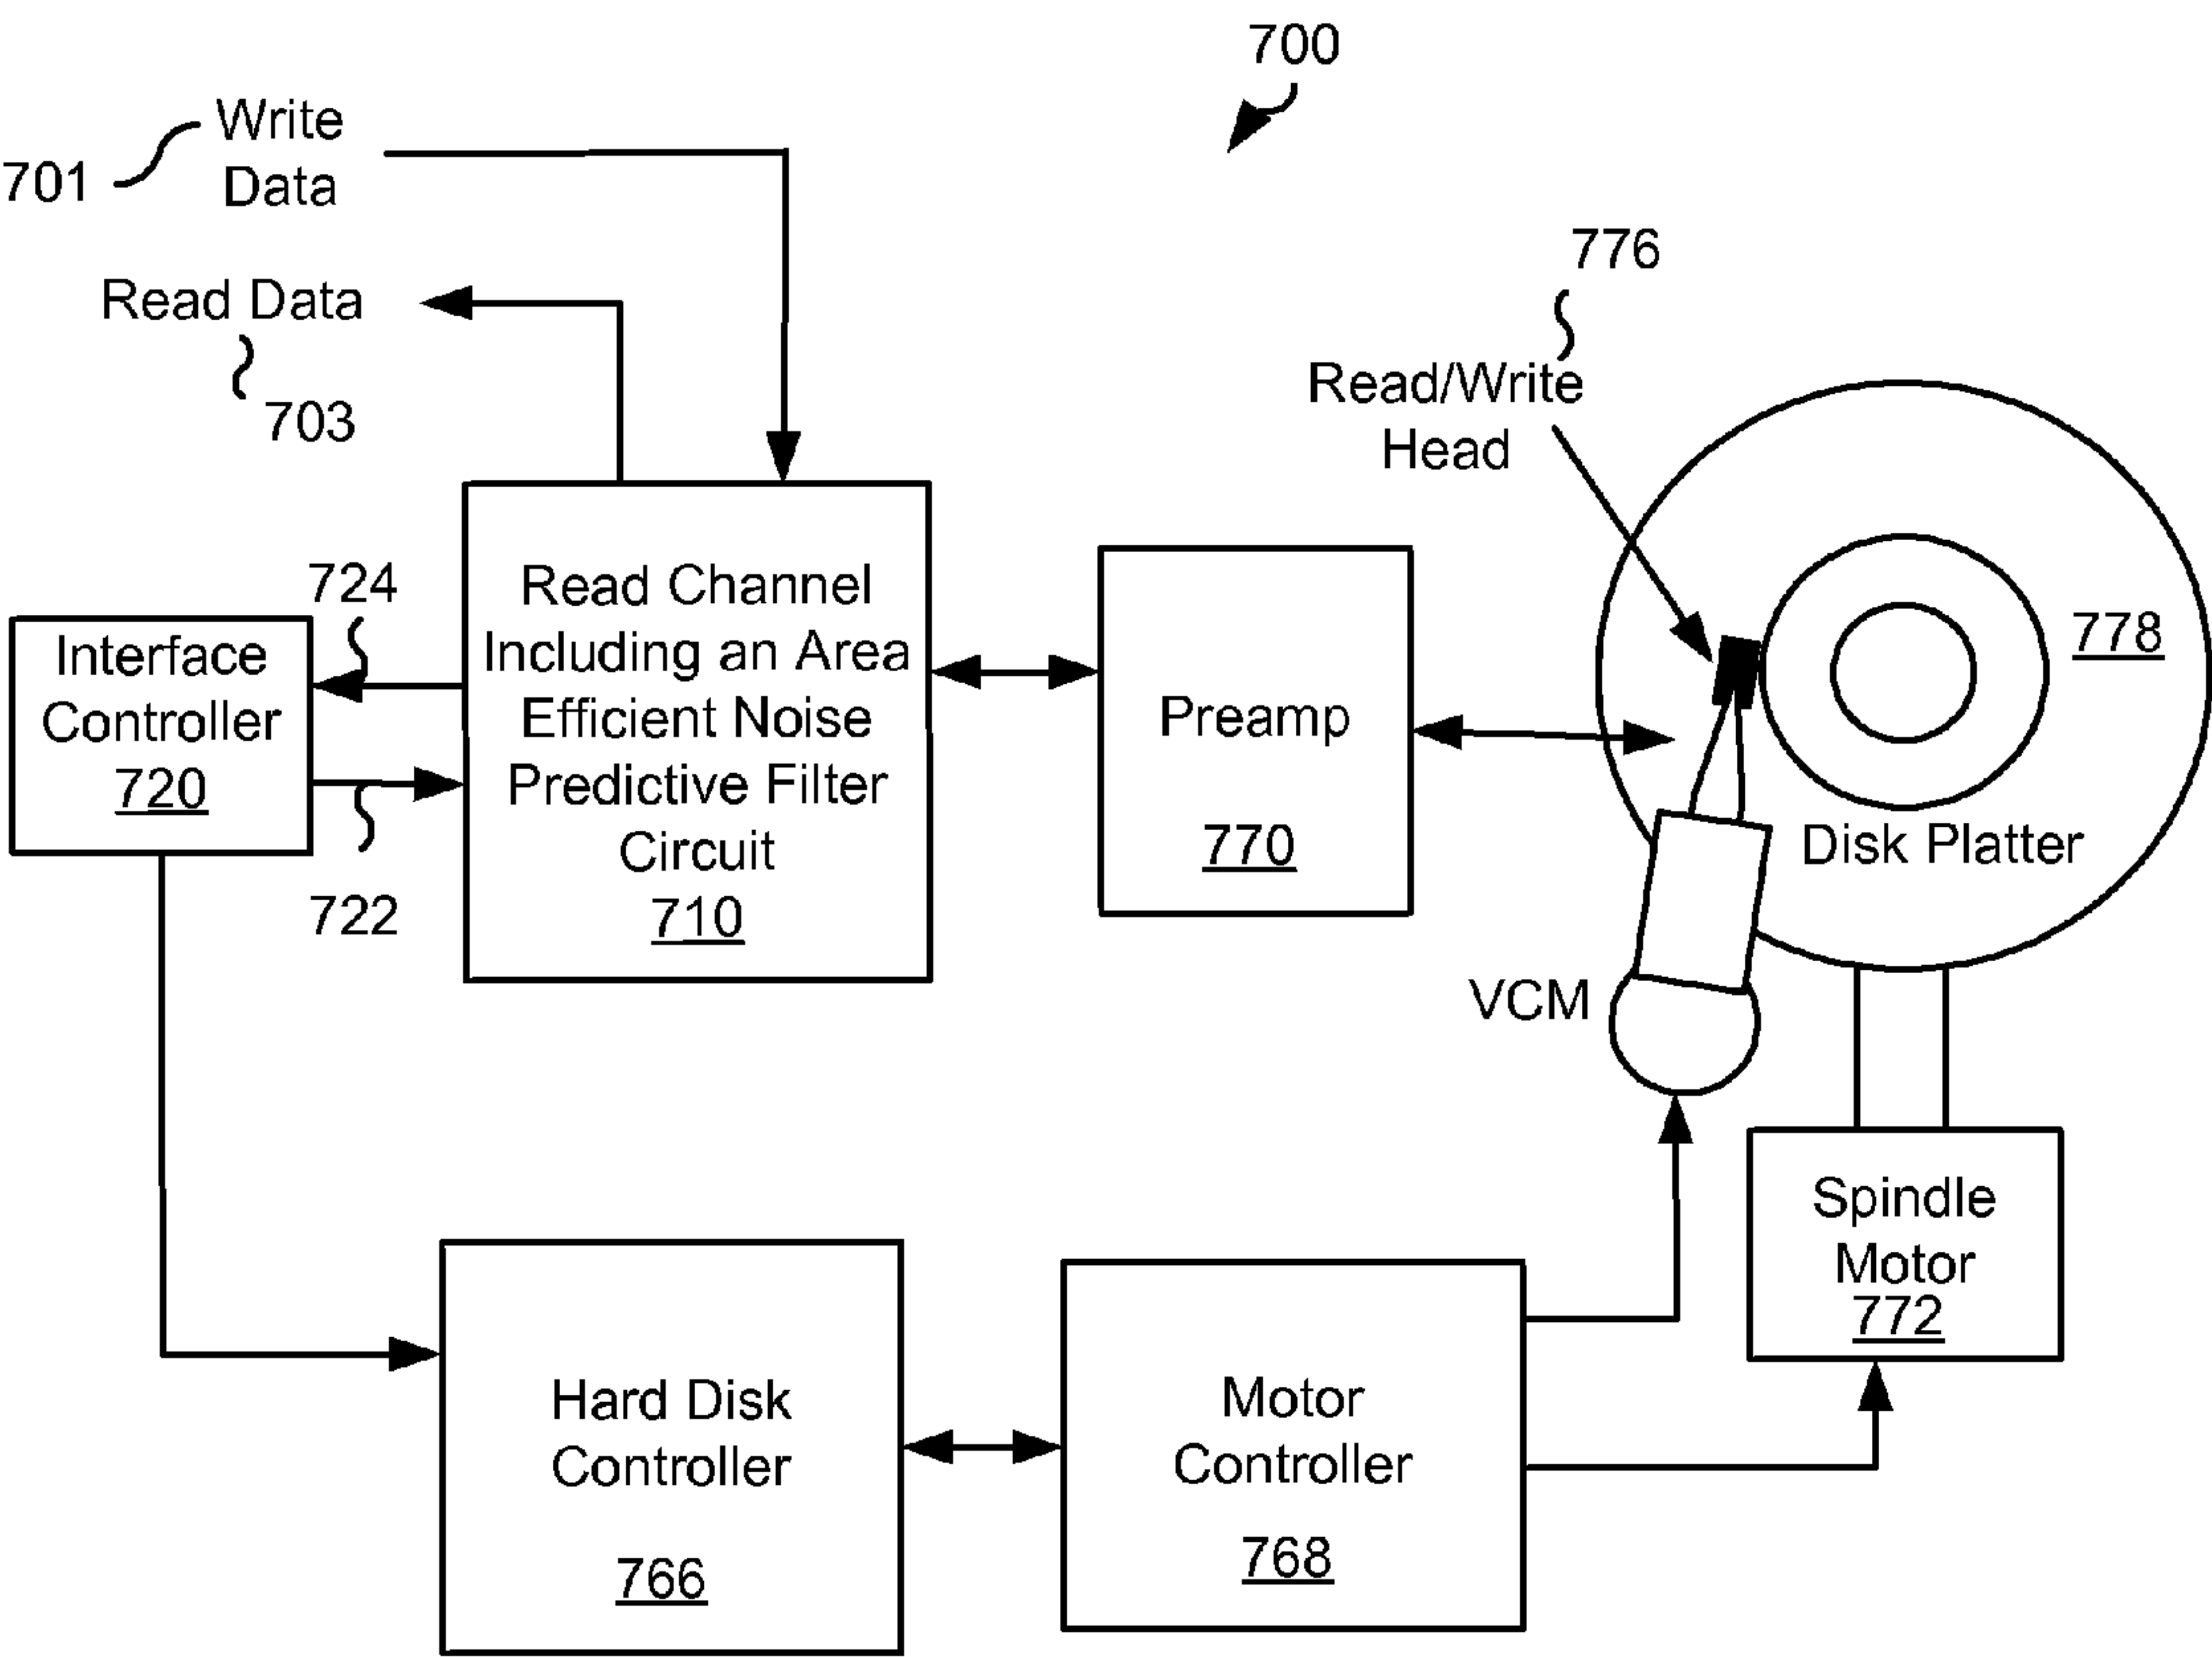 700
Write
Data
701
776
Read Data
703
Read/Write
Head
724
Interface
Controller
720
722
Read Channel
Including an Area
Efficient Noise
Predictive Filter
Circuit
710
Preamp
770
778
Disk Platter
VCM
Spindle
Motor
772
Hard Disk
Controller
766
Motor
Controller
768